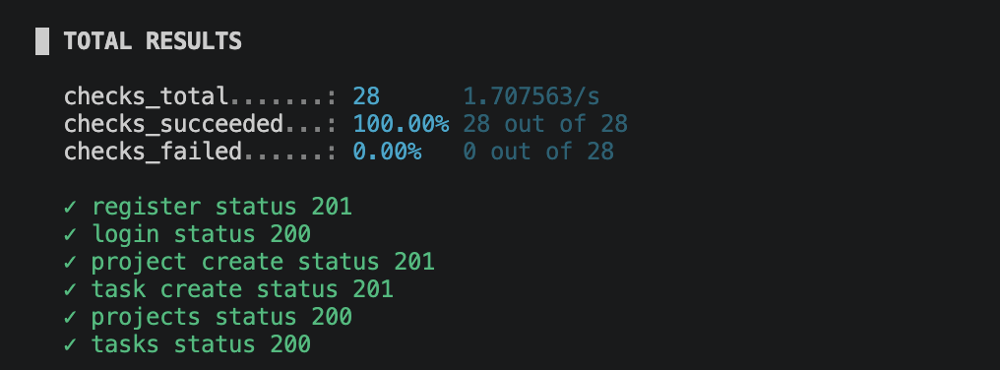 TOTAL RESULTS
checks_total.......: 28 1.707563/s
checks_succeeded...: 100.00% 28 out of 28
checks_failed......: 0.00% 0 out of 28
✓ register status 201
✓ login status 200
✓ project create status 201
✓ task create status 201
✓ projects status 200
✓ tasks status 200